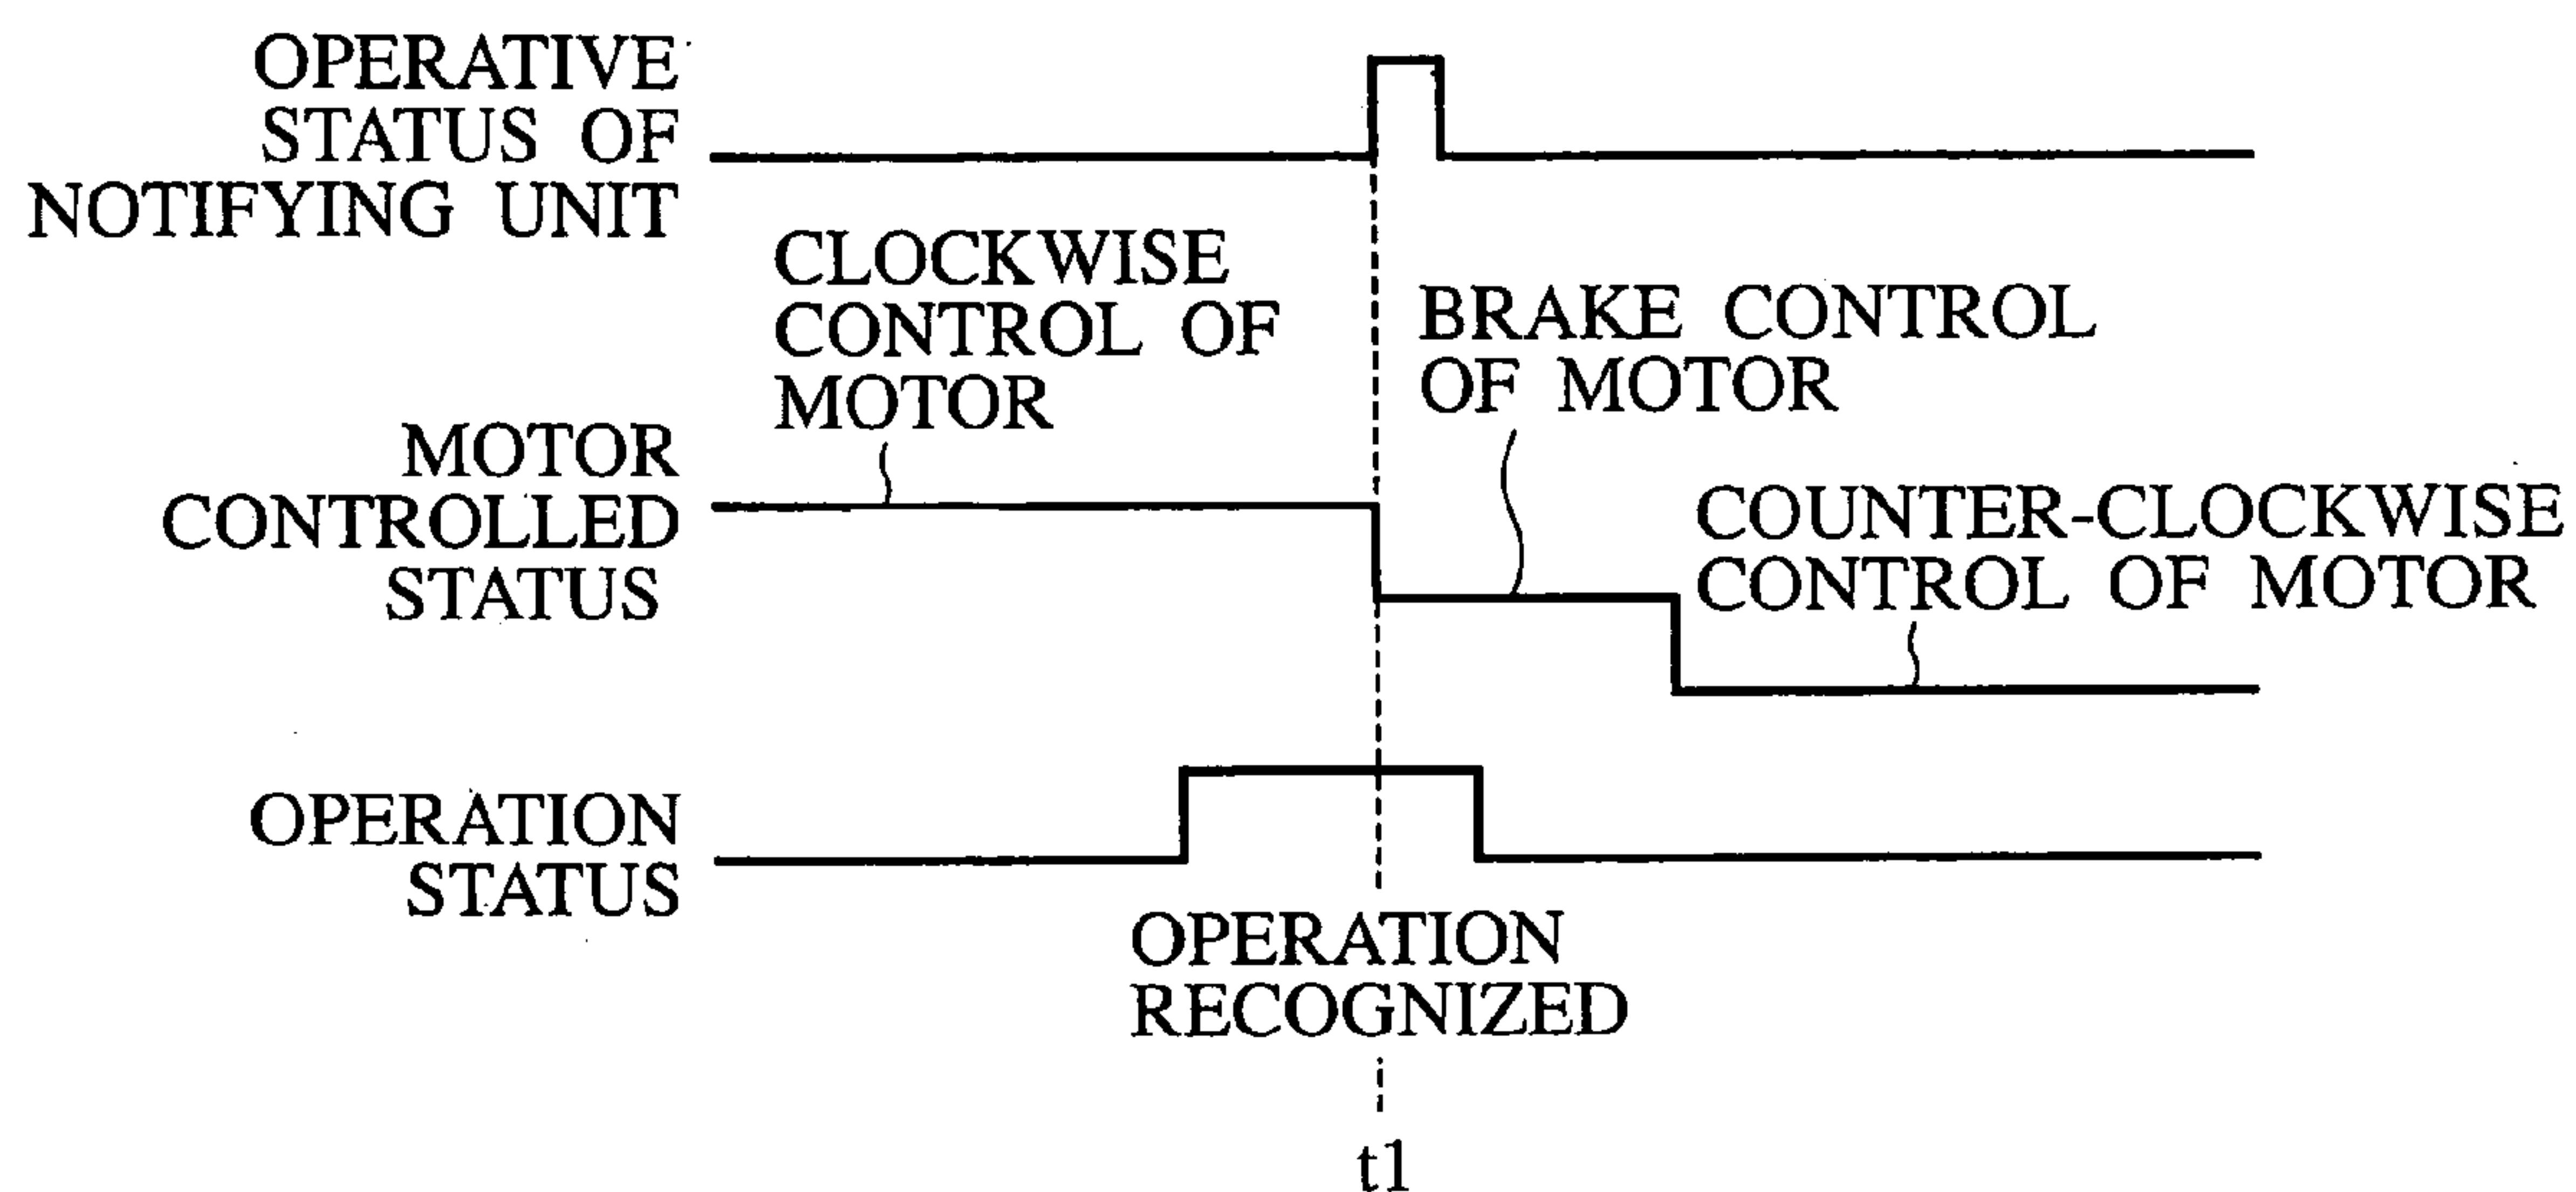 OPERATIVE
STATUS OF
NOTIFYING UNIT
CLOCKWISE
CONTROL OF
MOTOR
BRAKE CONTROL
OF MOTOR
MOTOR
CONTROLLED
STATUS
COUNTER-CLOCKWISE
CONTROL OF MOTOR
OPERATION
STATUS
OPERATION
RECOGNIZED
t1